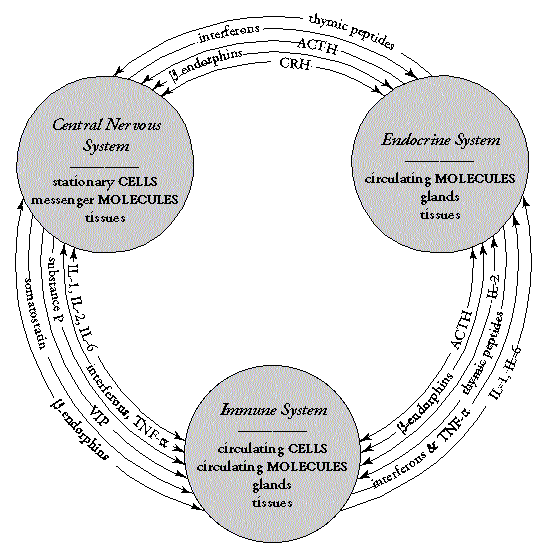 thymic peptides
interferons
ACTH
β-endorphins
CRH
Central Nervous
System
stationary CELLS
messenger MOLECULES
tissues
Endocrine System
circulating MOLECULES
glands
tissues
somatostatin
β-endorphins
substance P
VIP
IL-1, IL-2, IL-6
interferons, TNF-α
ACTH
β-endorphins
IL-2
thymic peptides
IL-1, IL-6
interferons & TNF-α
Immune System
circulating CELLS
circulating MOLECULES
glands
tissues